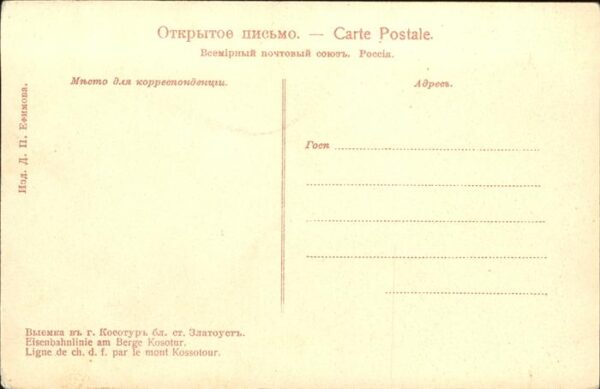 Открытое письмо. — Carte Postale.
Всемірный почтовый союзъ. Россія.
Мѣсто для корреспонденціи.
Адресъ.
Госп
Изд. Д. П. Ефимова.
Выемка въ г. Косотуръ бл. ст. Златоустъ.
Eisenbahnlinie am Berge Kosotur.
Ligne de ch. d. f. par le mont Kossotour.